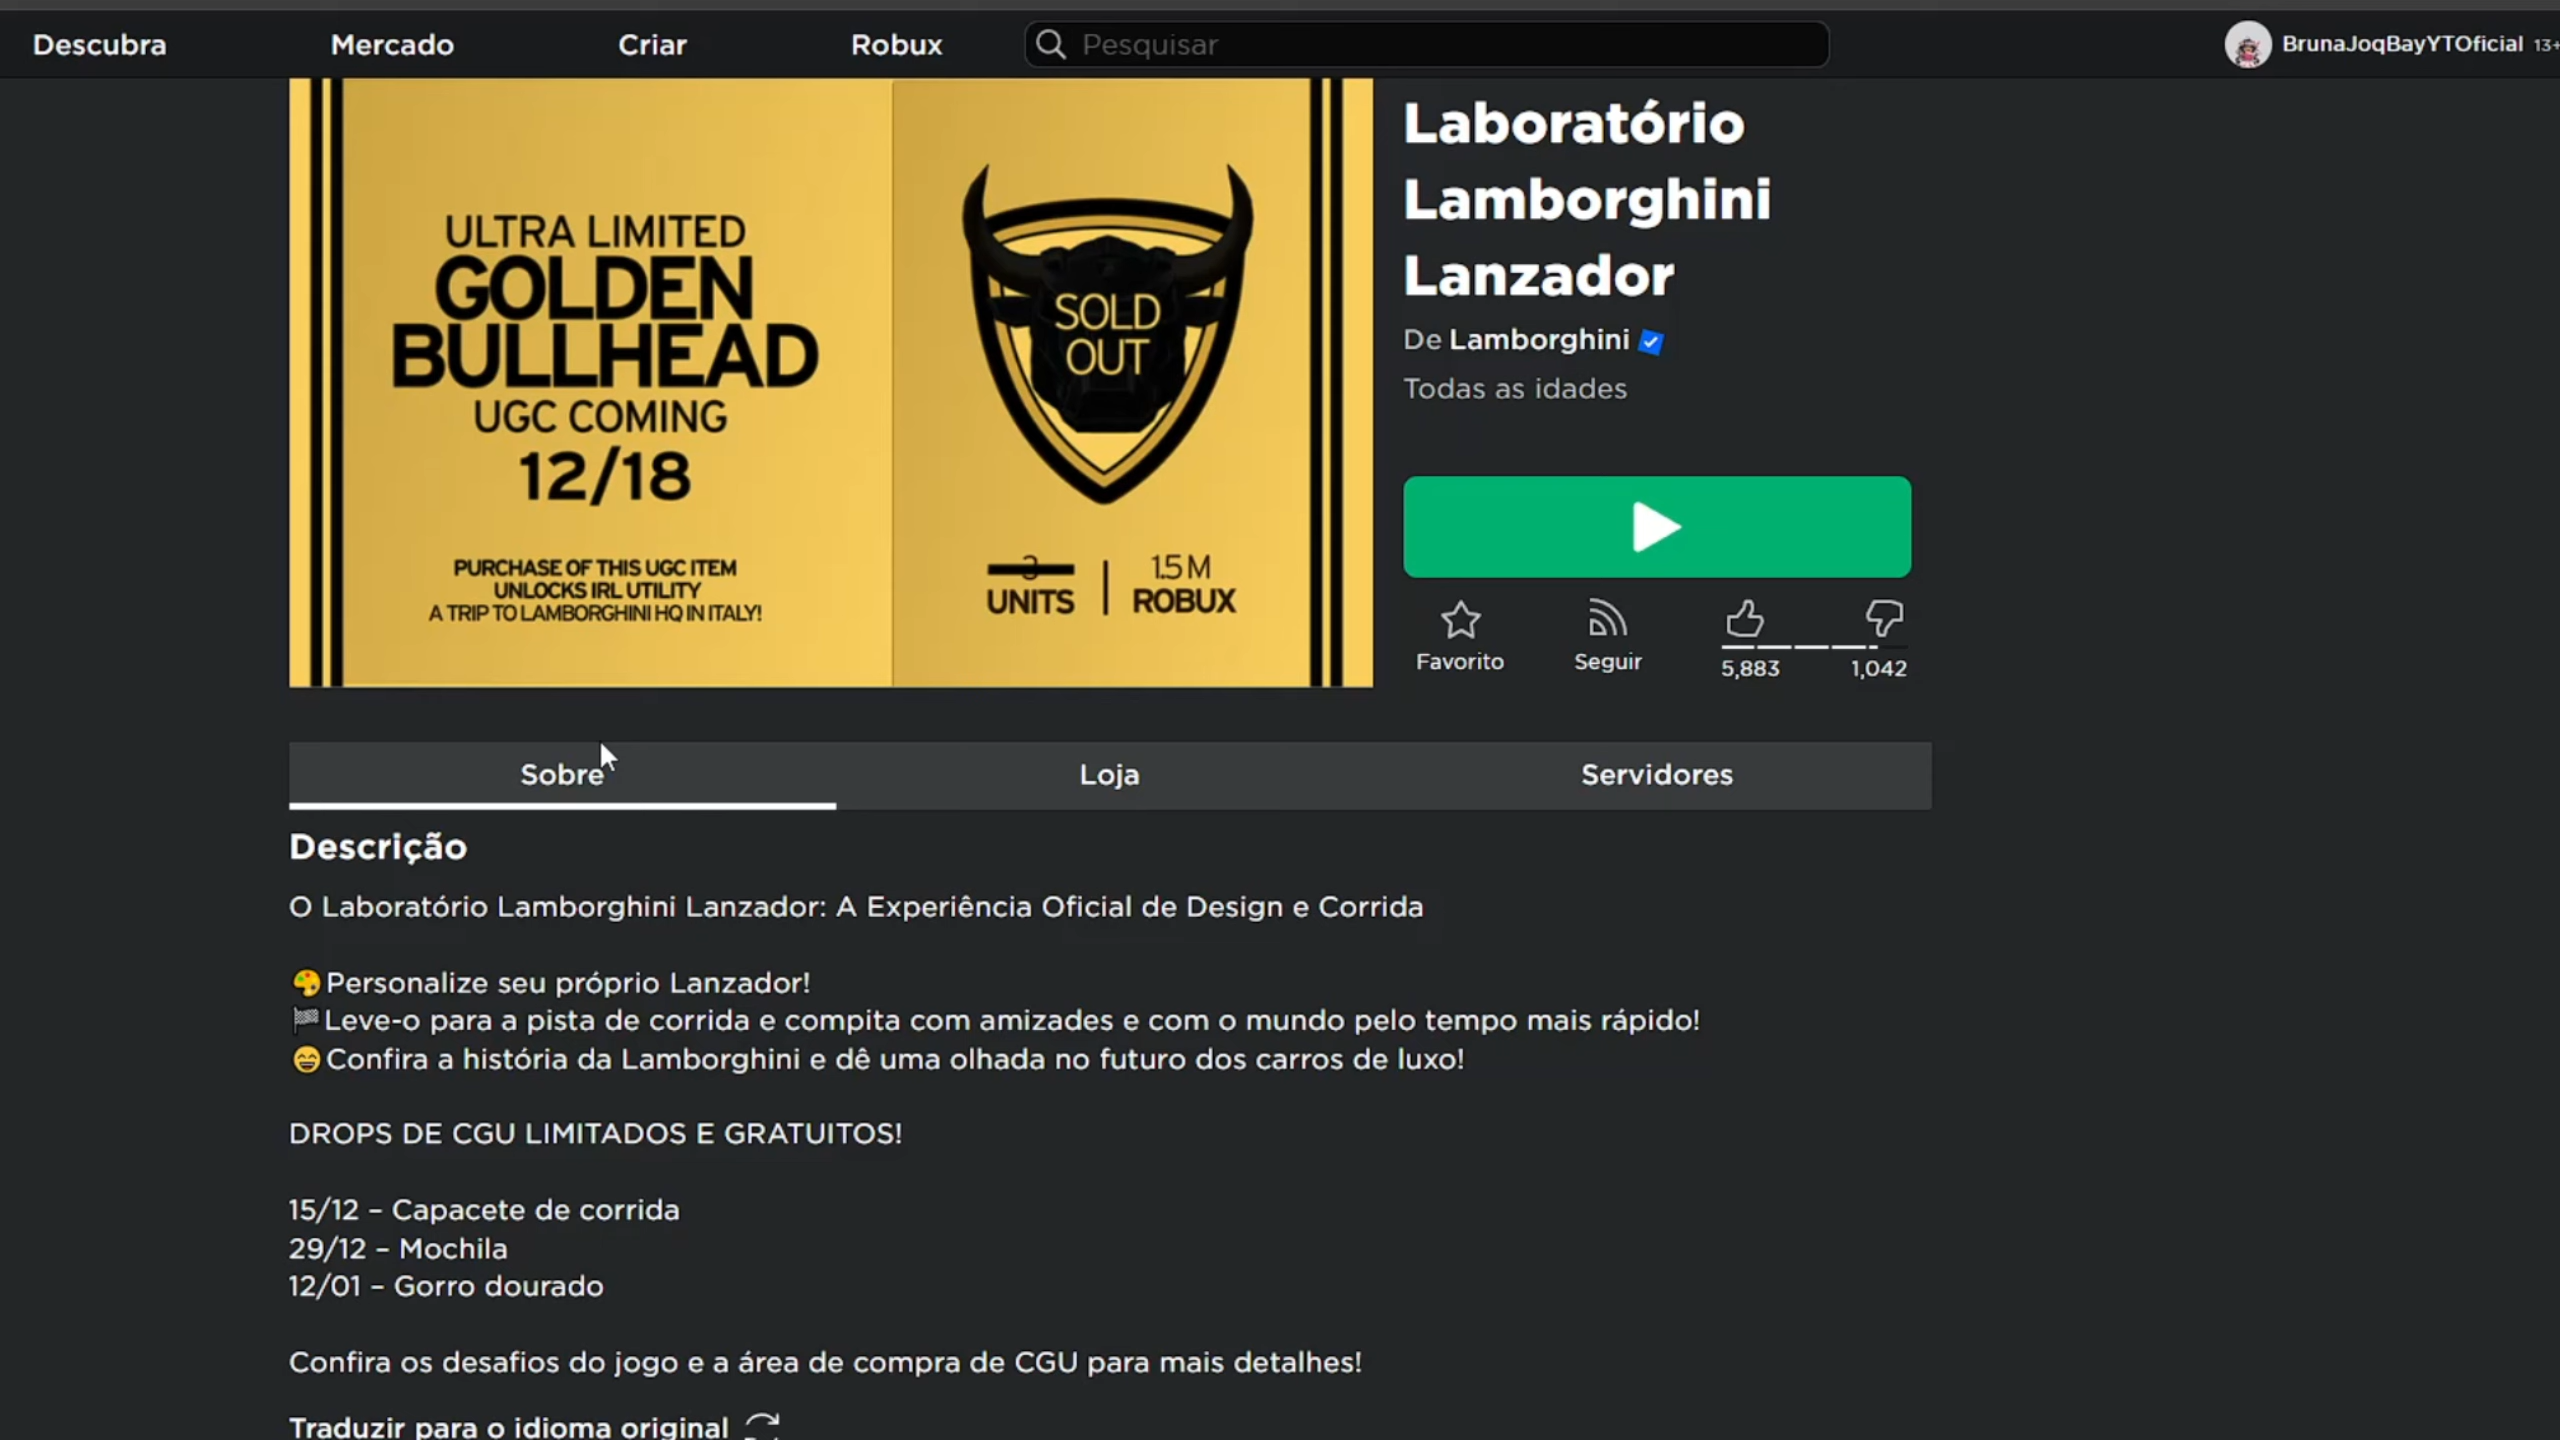 Descubra Mercado Criar Robux Pesquisar BrunaJoqBayYTOficial 13+
ULTRA LIMITED
GOLDEN
BULLHEAD
UGC COMING
12/18
PURCHASE OF THIS UGC ITEM
UNLOCKS IRL UTILITY
A TRIP TO LAMBORGHINI HQ IN ITALY!
SOLD
OUT
3 1.5 M
UNITS ROBUX
Laboratório
Lamborghini
Lanzador
De Lamborghini
Todas as idades
Favorito Seguir 5,883 1,042
Sobre Loja Servidores
Descrição
O Laboratório Lamborghini Lanzador: A Experiência Oficial de Design e Corrida
🎨Personalize seu próprio Lanzador!
🏁Leve-o para a pista de corrida e compita com amizades e com o mundo pelo tempo mais rápido!
😄Confira a história da Lamborghini e dê uma olhada no futuro dos carros de luxo!
DROPS DE CGU LIMITADOS E GRATUITOS!
15/12 – Capacete de corrida
29/12 – Mochila
12/01 – Gorro dourado
Confira os desafios do jogo e a área de compra de CGU para mais detalhes!
Traduzir para o idioma original